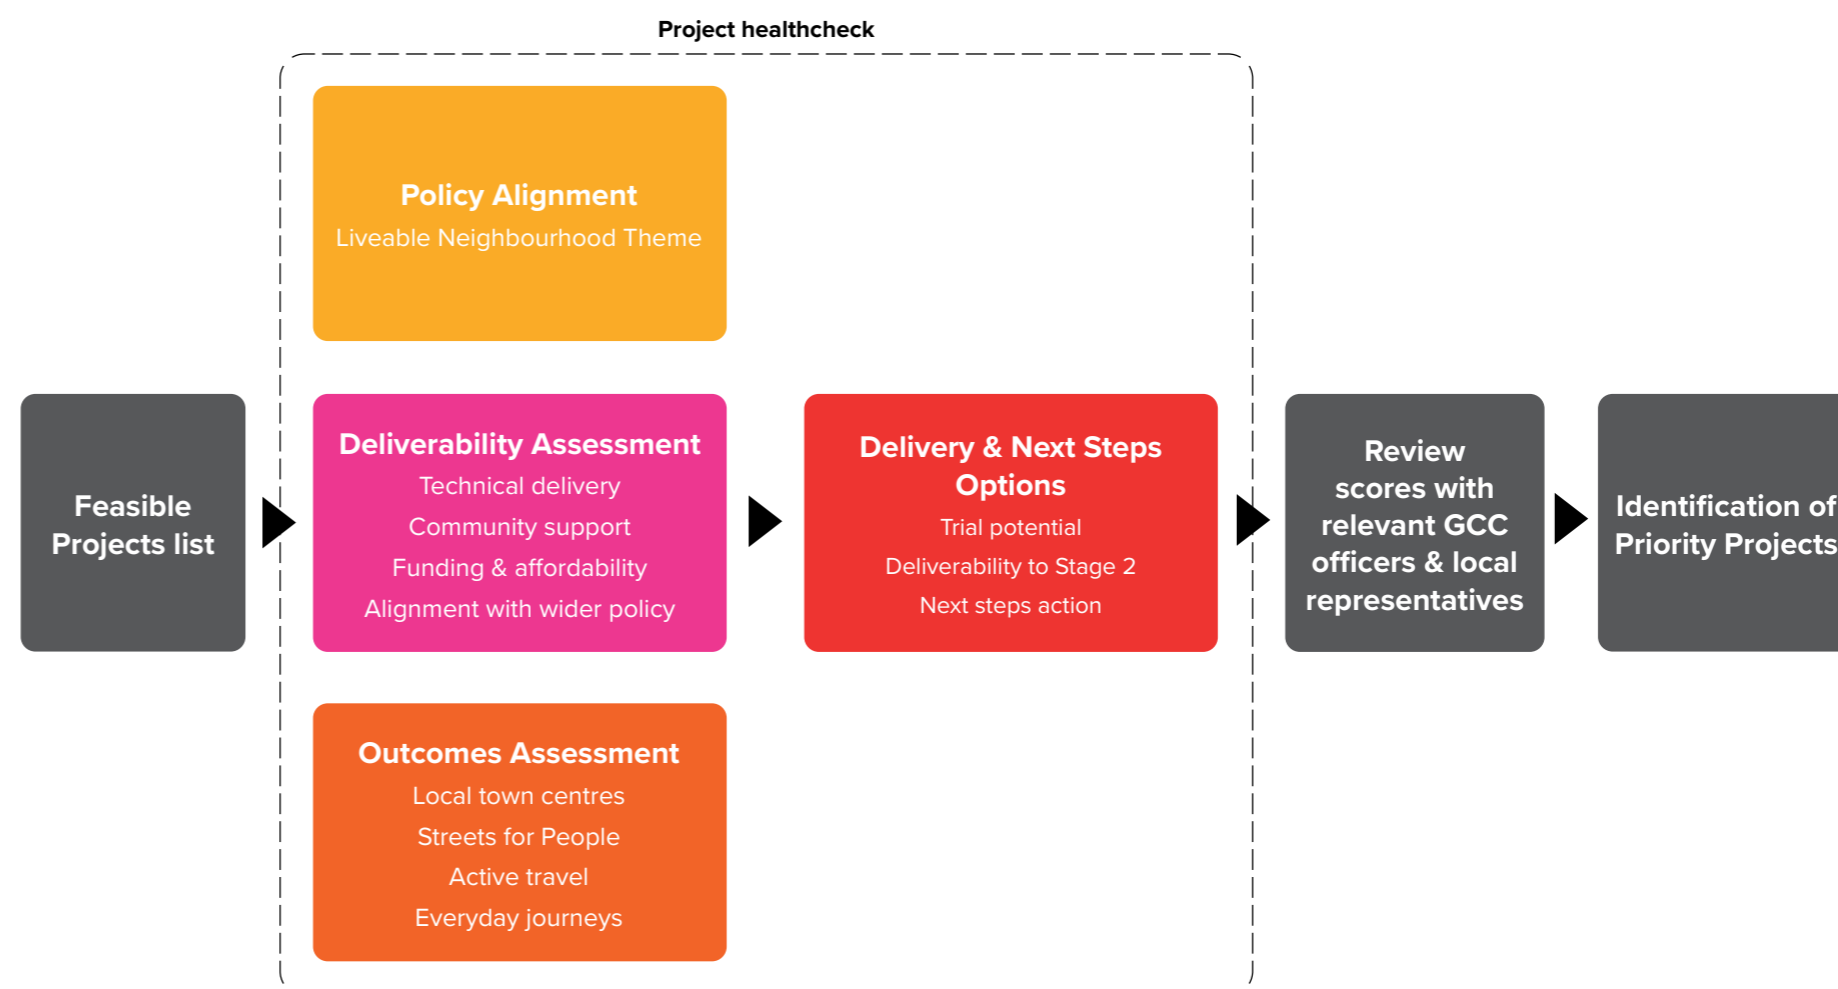 Project healthcheck
Policy Alignment
Liveable Neighbourhood Theme
Feasible
Projects list
Deliverability Assessment
Technical delivery
Community support
Funding & affordability
Alignment with wider policy
Delivery & Next Steps
Options
Trial potential
Deliverability to Stage 2
Next steps action
Review
scores with
relevant GCC
officers & local
representatives
Identification of
Priority Projects
Outcomes Assessment
Local town centres
Streets for People
Active travel
Everyday journeys